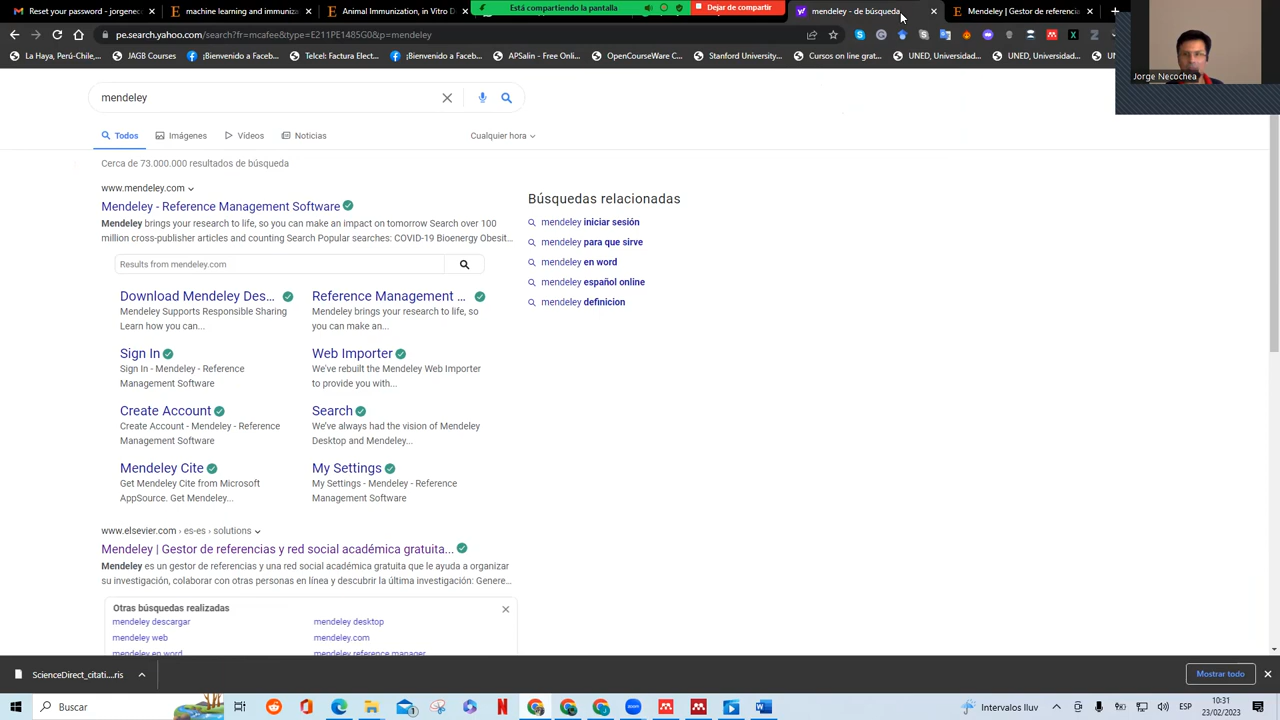 Reset your password - jorgenec
machine and immunization
Animal Immunization, in Vitro D
Está compartiendo la pantalla
Dejar de compartir
mendeley - de búsqueda
Mendeley | Gestor de referencia
pe.search.yahoo.com/search?fr=mcafee&type=E211PE1485G0&p=mendeley
La Haya, Perú-Chile...
JAGB Courses
¡Bienvenido a Faceb...
Telcel: Factura Elect...
¡Bienvenido a Faceb...
APSalin - Overview...
OpenCourseWare C...
Stanford University...
Cursos on line grat...
UNED, Universidad...
UNED, Universidad...
UN
Jorge Necochea
mendeley
Todos
Imágenes
Vídeos
Noticias
Cualquier hora
Cerca de 73.000.000 resultados de búsqueda
www.mendeley.com
Mendeley - Reference Management Software
Mendeley brings your research to life, so you can make an impact on tomorrow Search over 100
million cross-publisher articles and counting Search Popular searches: COVID-19 Bioenergy Obesit...
Results from mendeley.com
Download Mendeley Des...
Mendeley Supports Responsible Sharing
Learn how you can...
Reference Management ...
Mendeley brings your research to life, so
you can make an...
Sign In
Sign In - Mendeley - Reference
Management Software
Web Importer
We've rebuilt the Mendeley Web Importer
to provide you with...
Create Account
Create Account - Mendeley - Reference
Management Software
Search
We've always had the vision of Mendeley
Desktop and Mendeley...
Mendeley Cite
Get Mendeley Cite from Microsoft
AppSource. Get Mendeley...
My Settings
My Settings - Mendeley - Reference
Management Software
www.elsevier.com › es-es › solutions
Mendeley | Gestor de referencias y red social académica gratuita...
Mendeley es un gestor de referencias y una red social académica gratuita que le ayuda a organizar
su investigación, colaborar con otras personas en línea y descubrir la última investigación: Genere...
Otras búsquedas realizadas
mendeley descargar
mendeley desktop
mendeley web
mendeley.com
mendeley en word
mendeley reference manager
Búsquedas relacionadas
mendeley iniciar sesión
mendeley para que sirve
mendeley en word
mendeley español online
mendeley definicion
ScienceDirect_citati....ris
Mostrar todo
Buscar
Intervalos lluv
ESP
10:31
23/02/2023